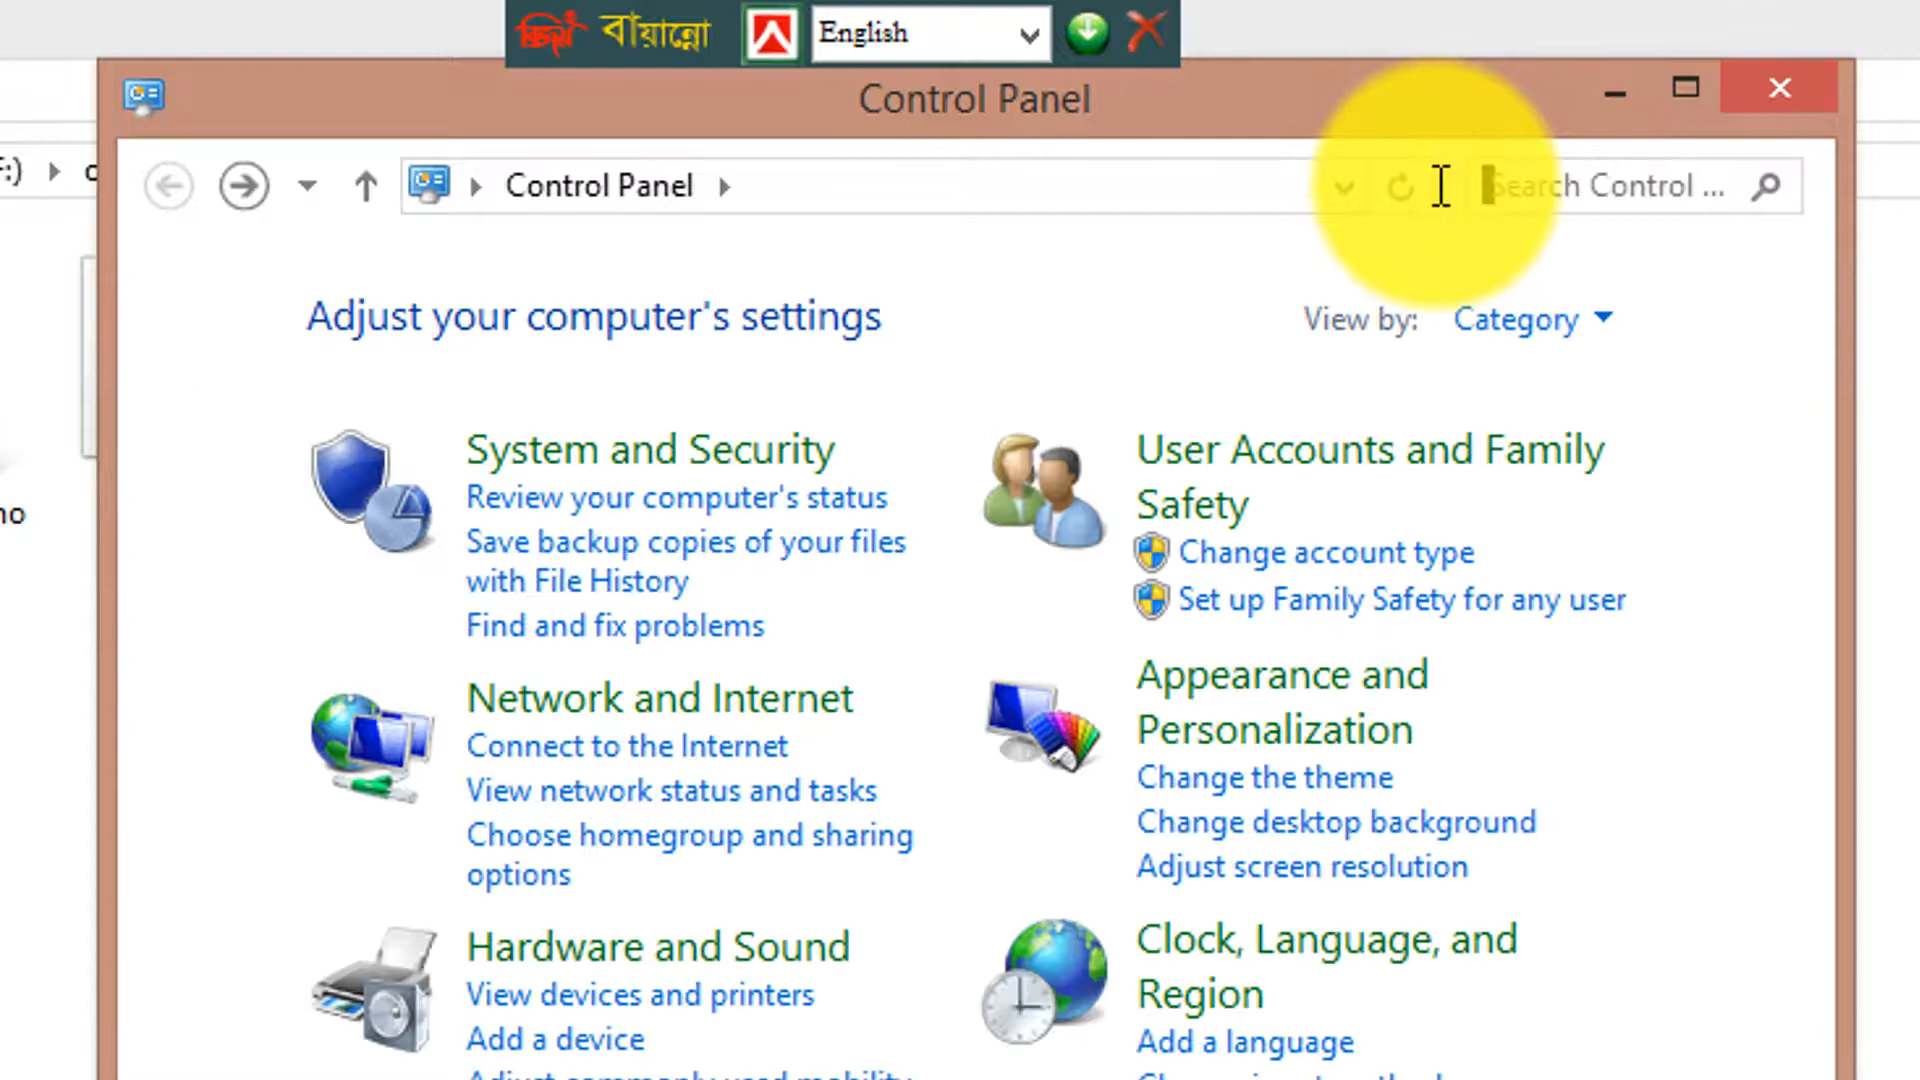 বিজয় বায়ান্নো English
Control Panel
F:)
Control Panel
Search Control ...
Adjust your computer's settings
View by: Category
System and Security
Review your computer's status
Save backup copies of your files
with File History
Find and fix problems
Network and Internet
Connect to the Internet
View network status and tasks
Choose homegroup and sharing
options
Hardware and Sound
View devices and printers
Add a device
User Accounts and Family
Safety
Change account type
Set up Family Safety for any user
Appearance and
Personalization
Change the theme
Change desktop background
Adjust screen resolution
Clock, Language, and
Region
Add a language